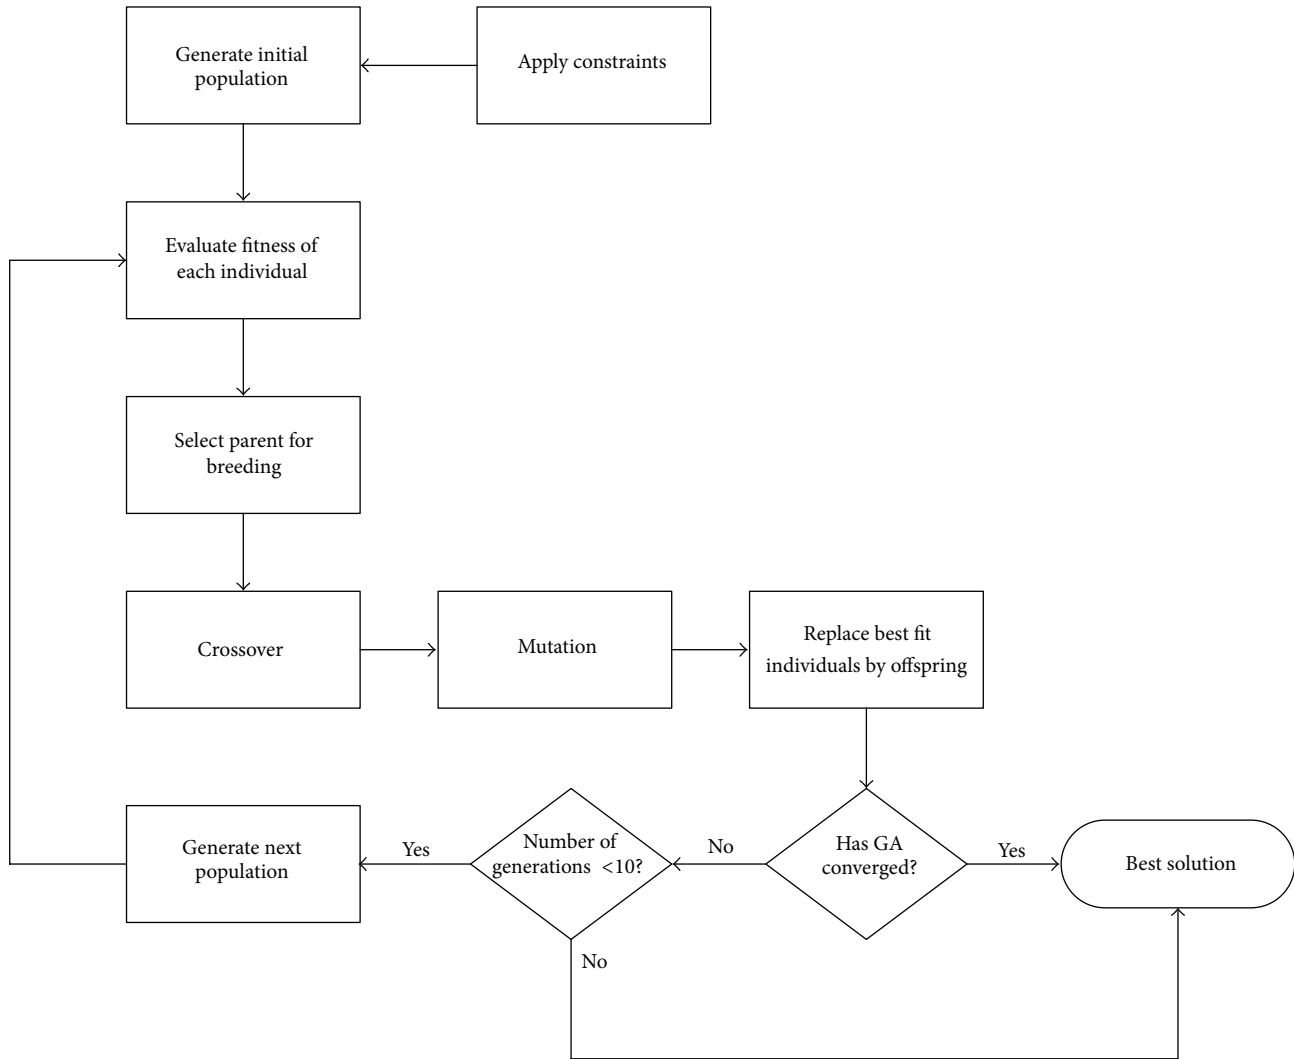 Generate initial
population
Apply constraints
Evaluate fitness of
each individual
Select parent for
breeding
Crossover
Mutation
Replace best fit
individuals by offspring
Generate next
population
Yes
Number of
generations <10?
No
Has GA
converged?
Yes
Best solution
No